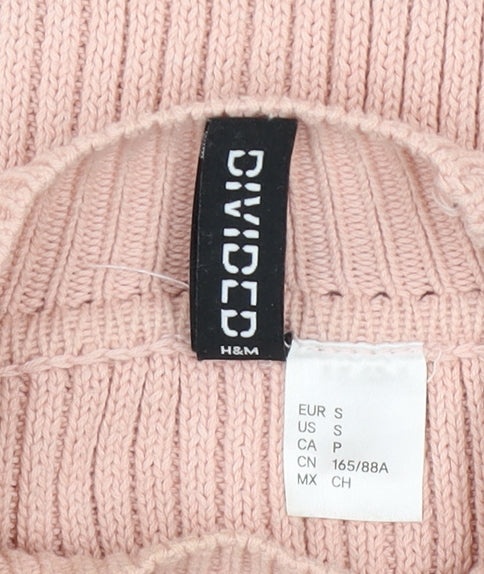 DIVIDED
H&M
EUR S
US S
CA P
CN 165/88A
MX CH